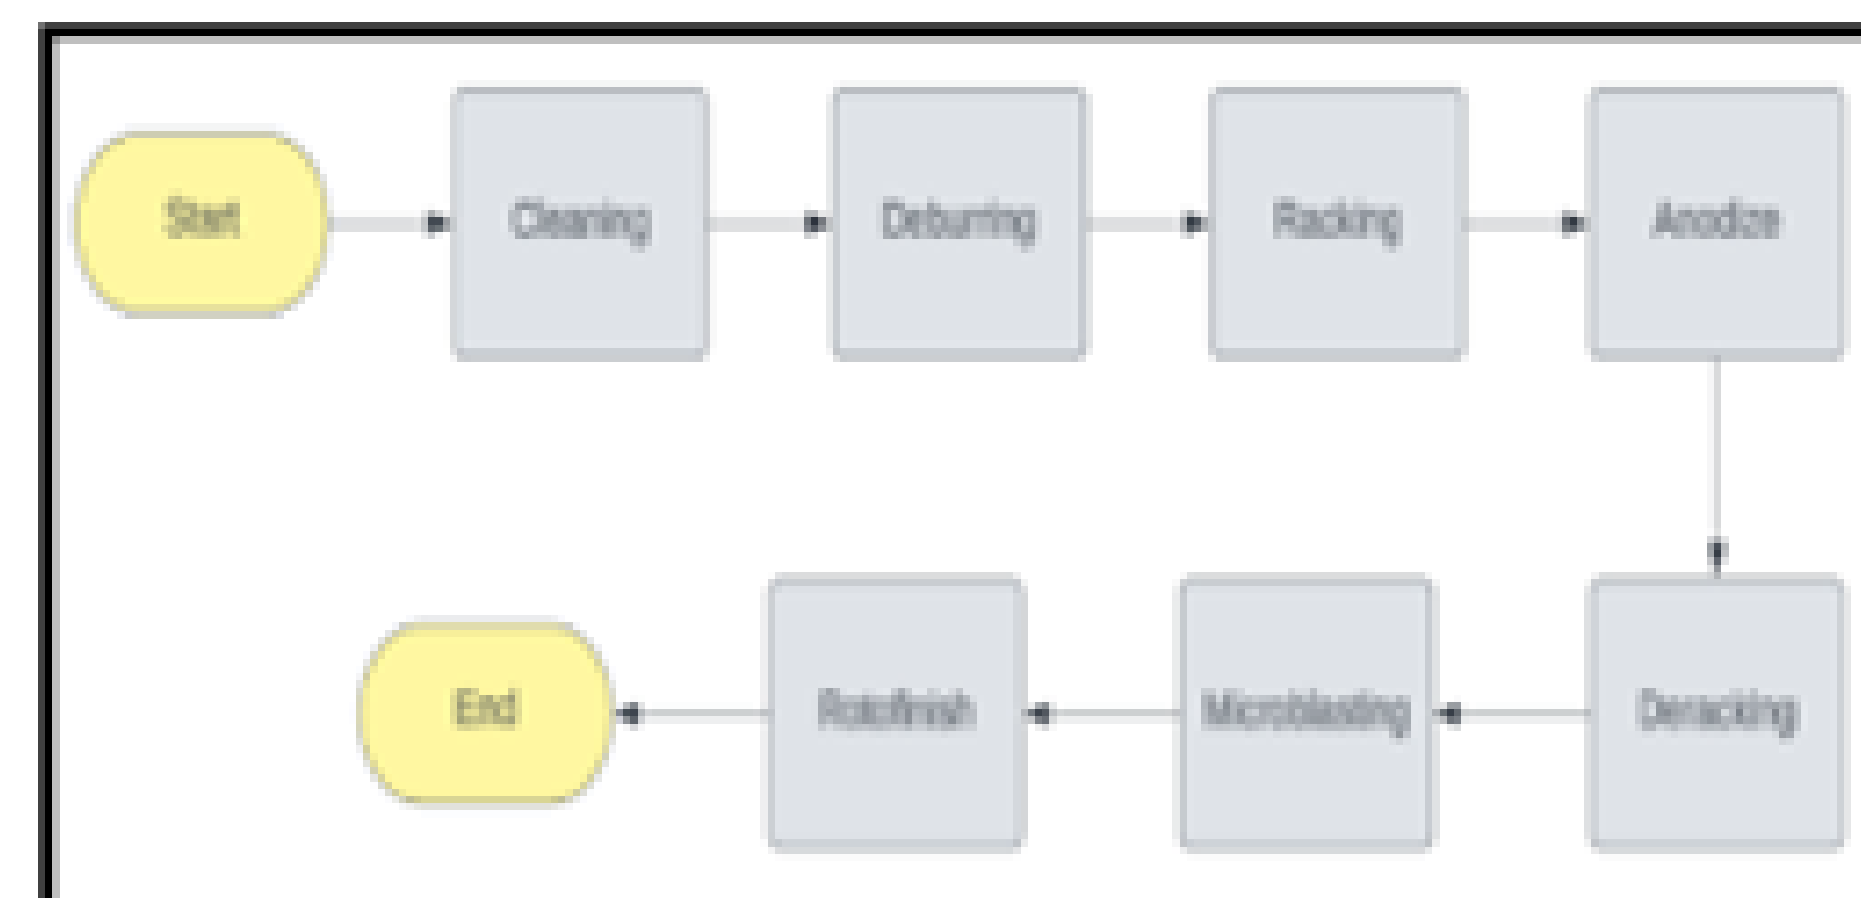 Start
Cleaning
Deburring
Racking
Anodize
Deracking
Microblasting
Rotofinish
End